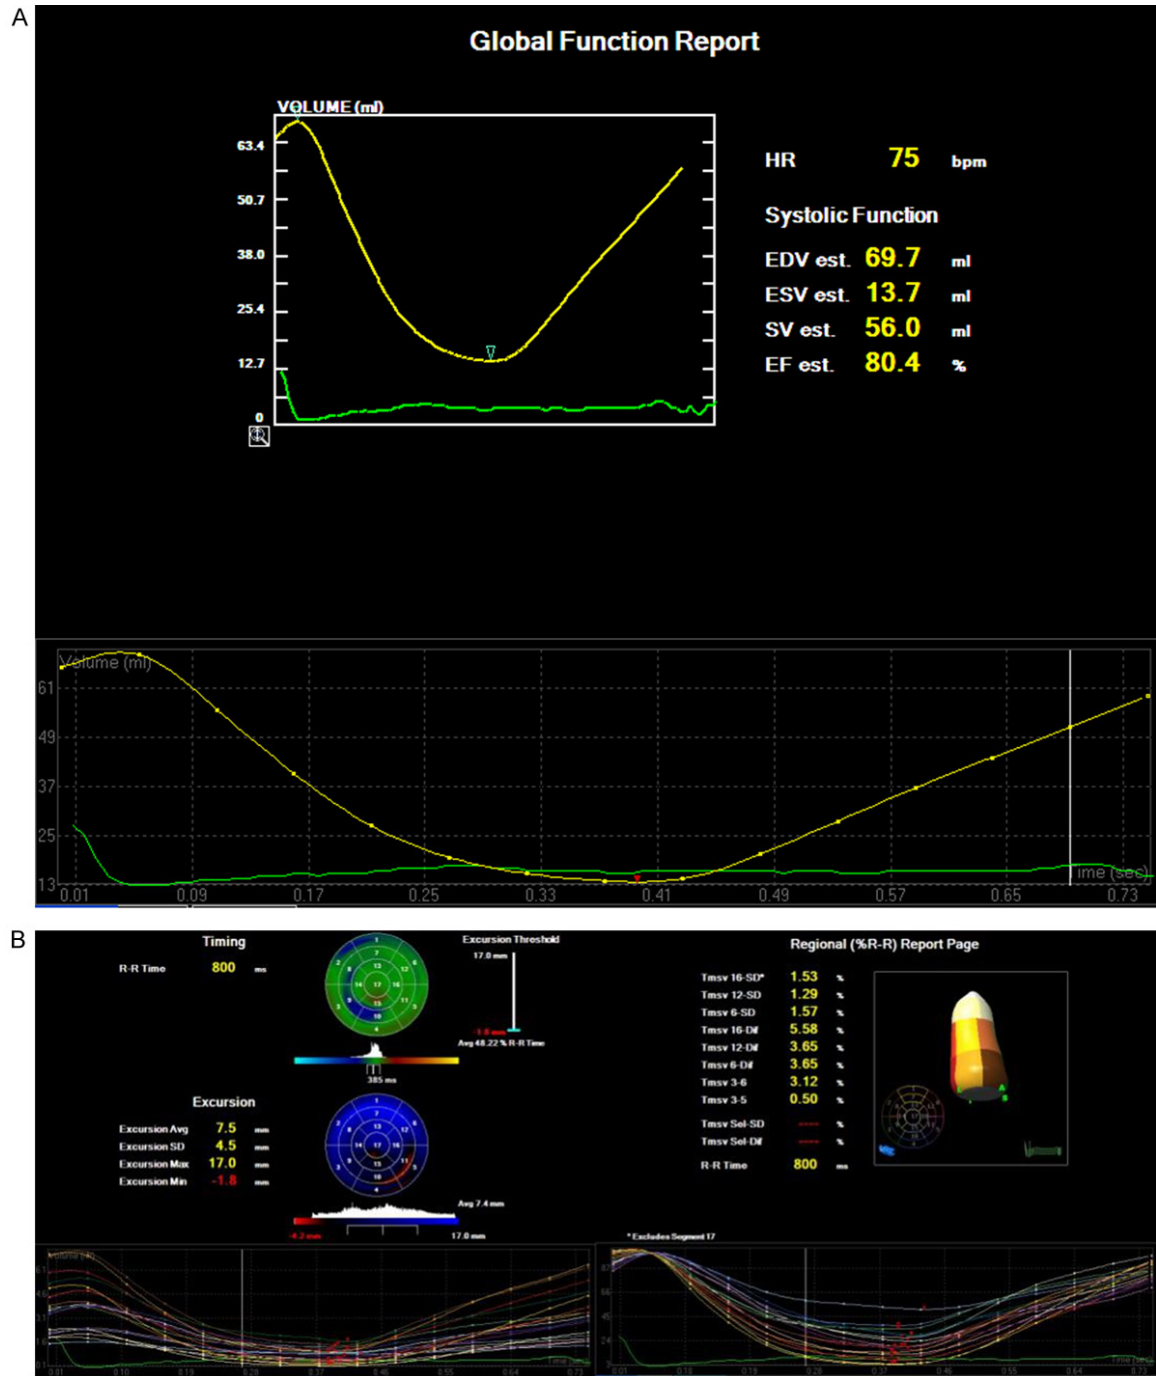 A
Global Function Report
VOLUME (ml)
63.4
50.7
38.0
25.4
12.7
0
HR 75 bpm
Systolic Function
EDV est. 69.7 ml
ESV est. 13.7 ml
SV est. 56.0 ml
EF est. 80.4 %
Volume (ml)
61
49
37
25
13
0.01 0.09 0.17 0.25 0.33 0.41 0.49 0.57 0.65 0.73
ime (sec)
B
Timing
R-R Time 800 ms
Excursion Threshold
17.0 mm
-1.8 mm
Avg 48.22 % R-R Time
385 ms
Excursion
Excursion Avg 7.5 mm
Excursion SD 4.5 mm
Excursion Max 17.0 mm
Excursion Min -1.8 mm
Avg 7.4 mm
-4.2 mm 17.0 mm
Regional (%R-R) Report Page
Tmsv 16-SD* 1.53 %
Tmsv 12-SD 1.29 %
Tmsv 6-SD 1.57 %
Tmsv 16-Dif 5.58 %
Tmsv 12-Dif 3.65 %
Tmsv 6-Dif 3.65 %
Tmsv 3-6 3.12 %
Tmsv 3-5 0.50 %
Tmsv Sel-SD ---- %
Tmsv Sel-Dif ---- %
R-R Time 800 ms
* Excludes Segment 17